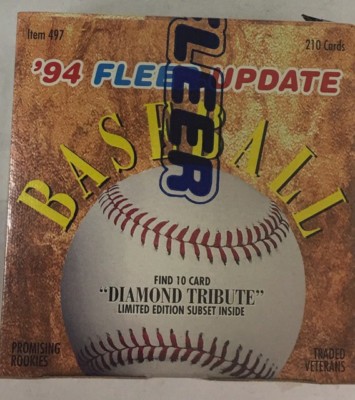 Item 497
210 Cards
'94 FLEER UPDATE
FLEER
BASEBALL
FIND 10 CARD
"DIAMOND TRIBUTE"
LIMITED EDITION SUBSET INSIDE
PROMISING
ROOKIES
TRADED
VETERANS